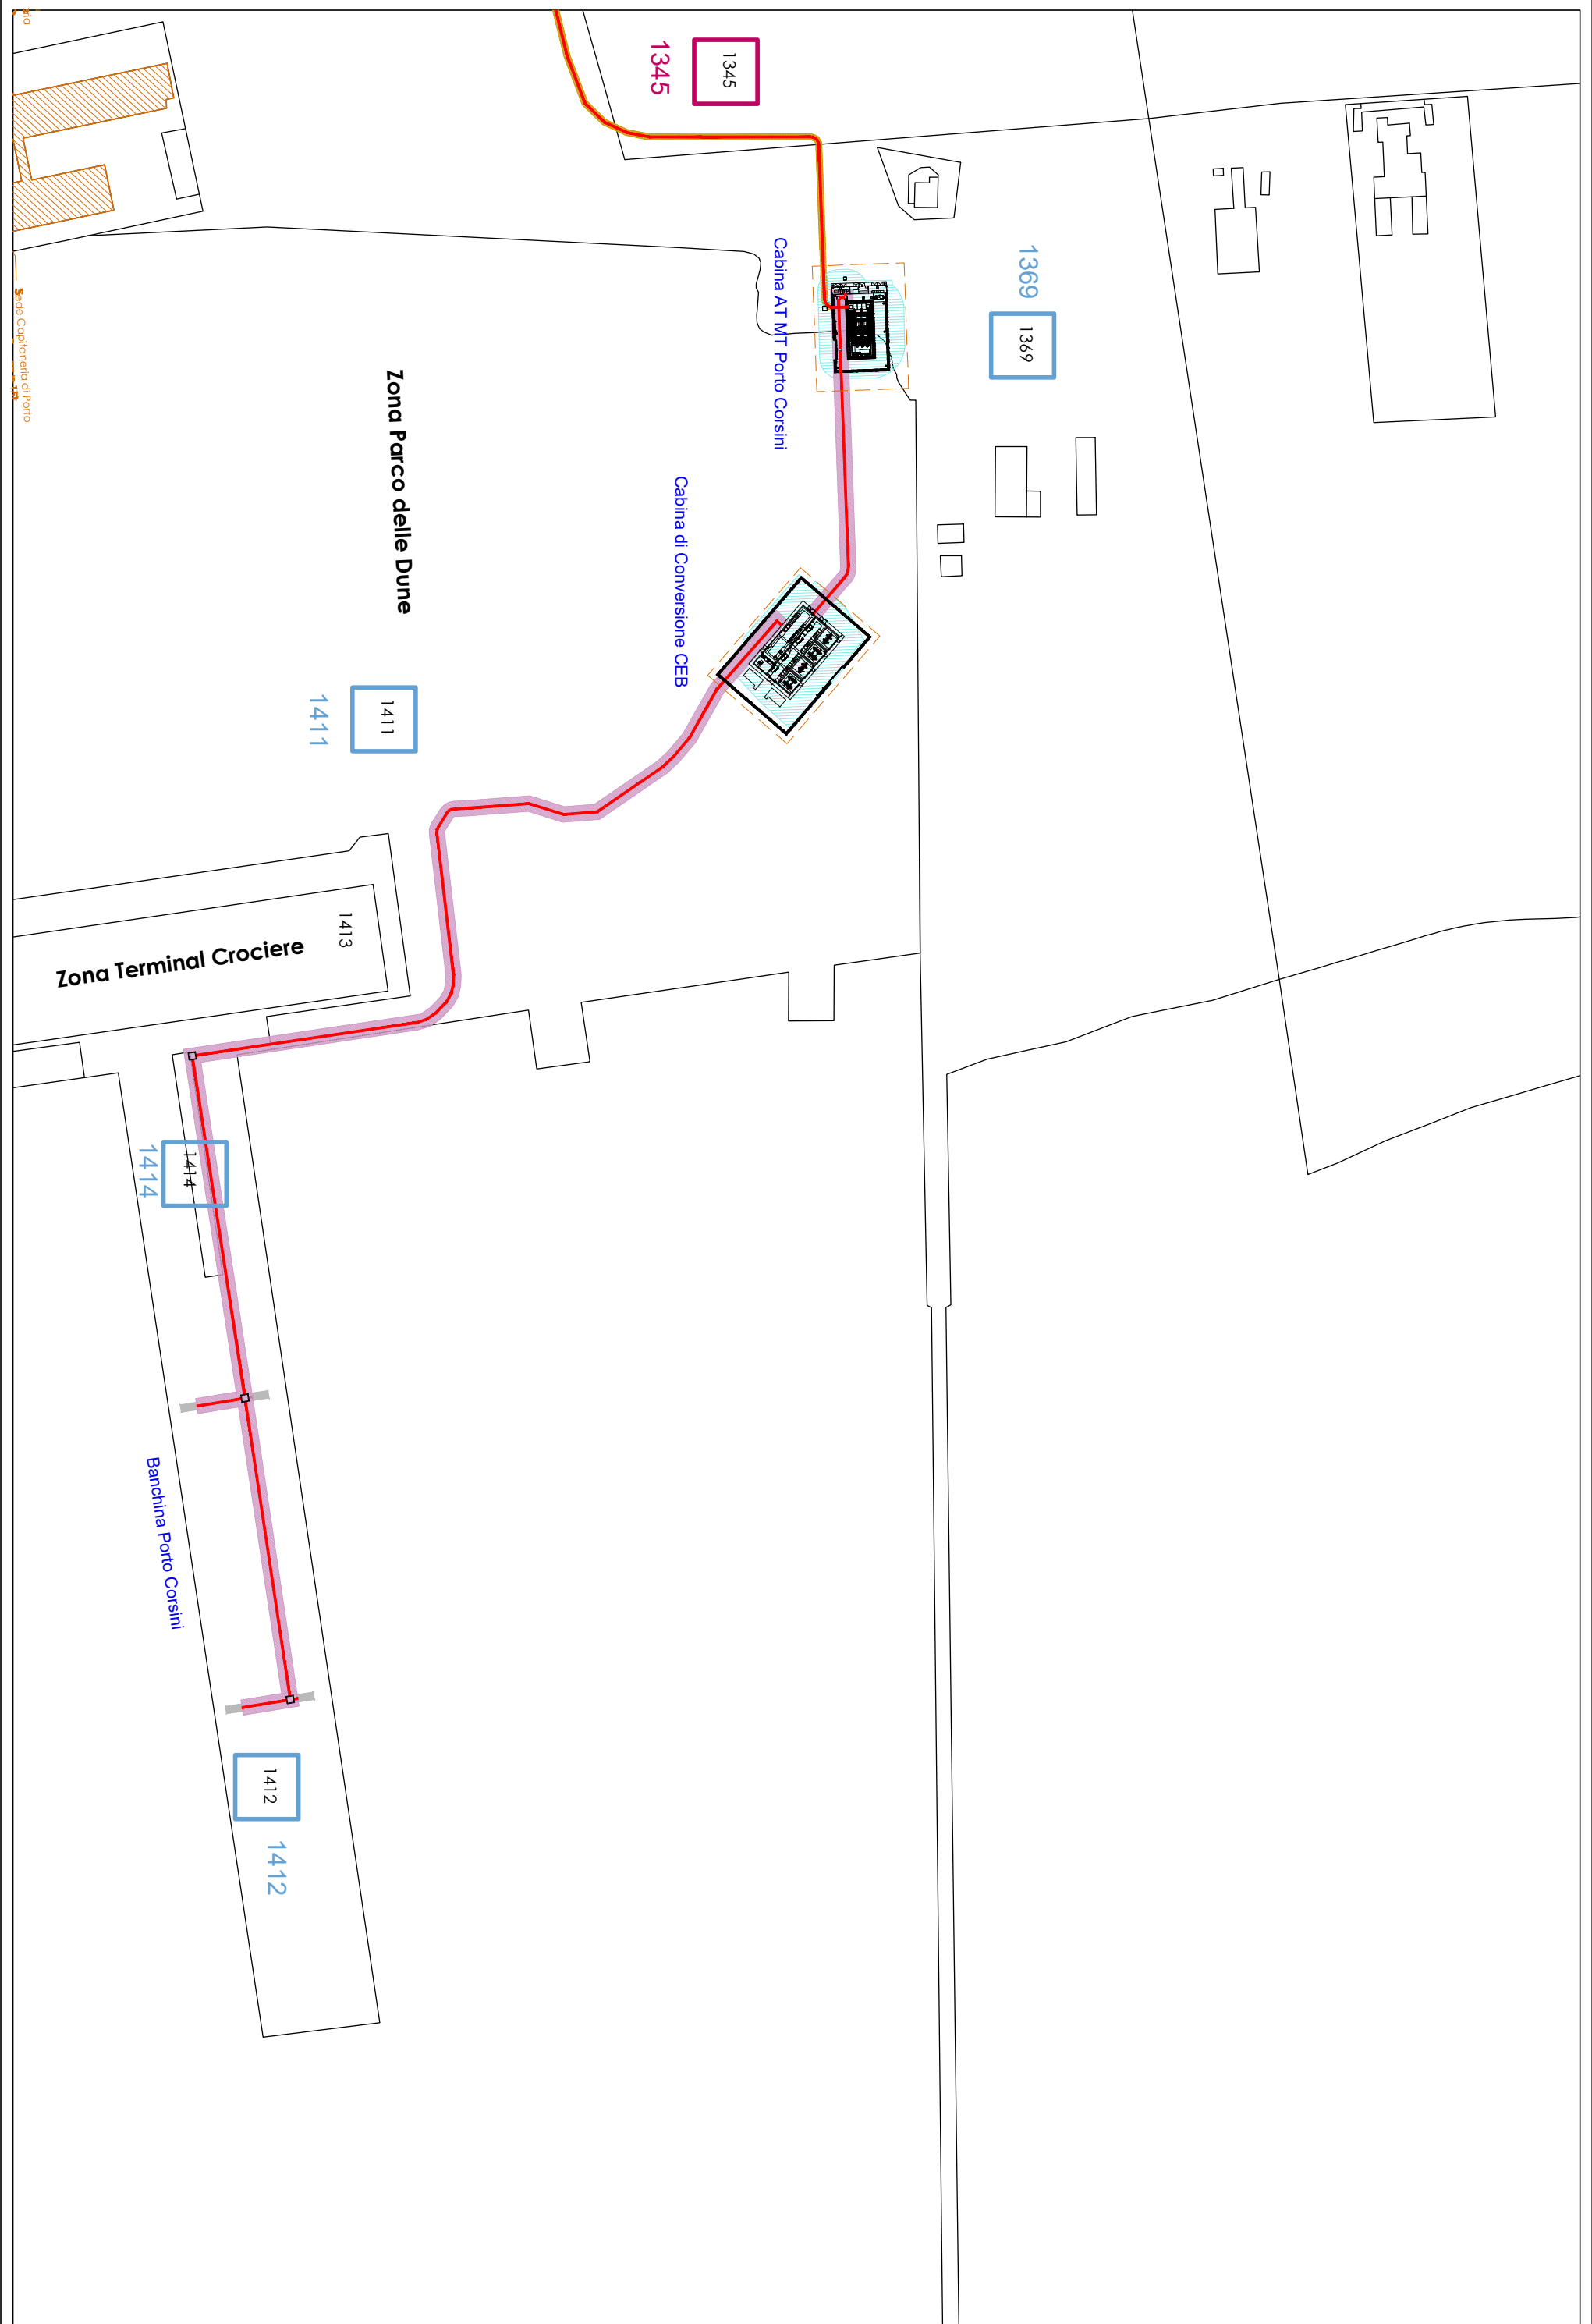 1345
1345
1369
1369
Cabina AT MT Porto Corsini
Sede Capitaneria di Porto
Zona Parco delle Dune
Cabina di Conversione CEB
1411
1411
1413
Zona Terminal Crociere
1414
1414
Banchina Porto Corsini
1412
1412